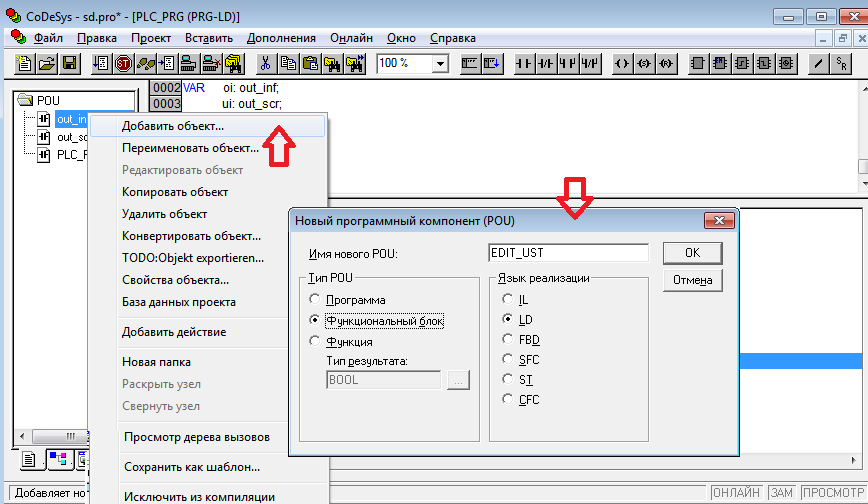 CoDeSys - sd.pro* - [PLC_PRG (PRG-LD)]
Файл Правка Проект Вставить Дополнения Онлайн Окно Справка
100 %
POU
out_in
out_sc
PLC_P
0002 VAR oi: out_inf;
0003 ui: out_scr;
Добавить объект...
Переименовать объект...
Редактировать объект
Копировать объект
Удалить объект
Конвертировать объект...
TODO:Objekt exportieren...
Свойства объекта...
База данных проекта
Добавить действие
Новая папка
Раскрыть узел
Свернуть узел
Просмотр дерева вызовов
Сохранить как шаблон...
Исключить из компиляции
Новый программный компонент (POU)
Имя нового POU: EDIT_UST
OK
Отмена
Тип POU
Программа
Функциональный блок
Функция
Тип результата:
BOOL ...
Язык реализации
IL
LD
FBD
SFC
ST
CFC
Добавляет но
ОНЛАЙН ЗАМ ПРОСМОТР